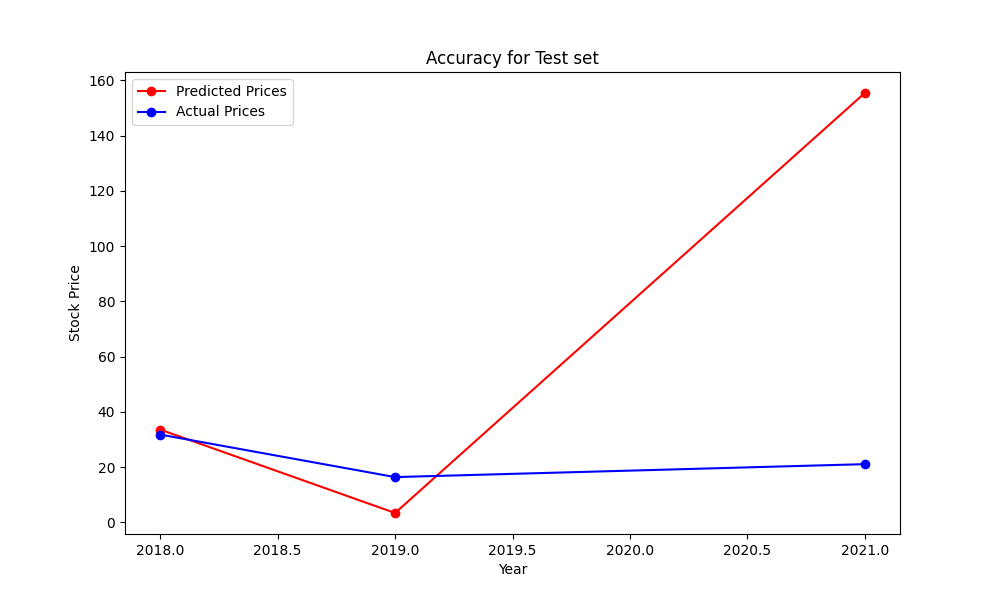 Accuracy for Test set
Predicted Prices
Actual Prices
160
140
120
100
80
60
40
20
0
Stock Price
2018.0 2018.5 2019.0 2019.5 2020.0 2020.5 2021.0
Year